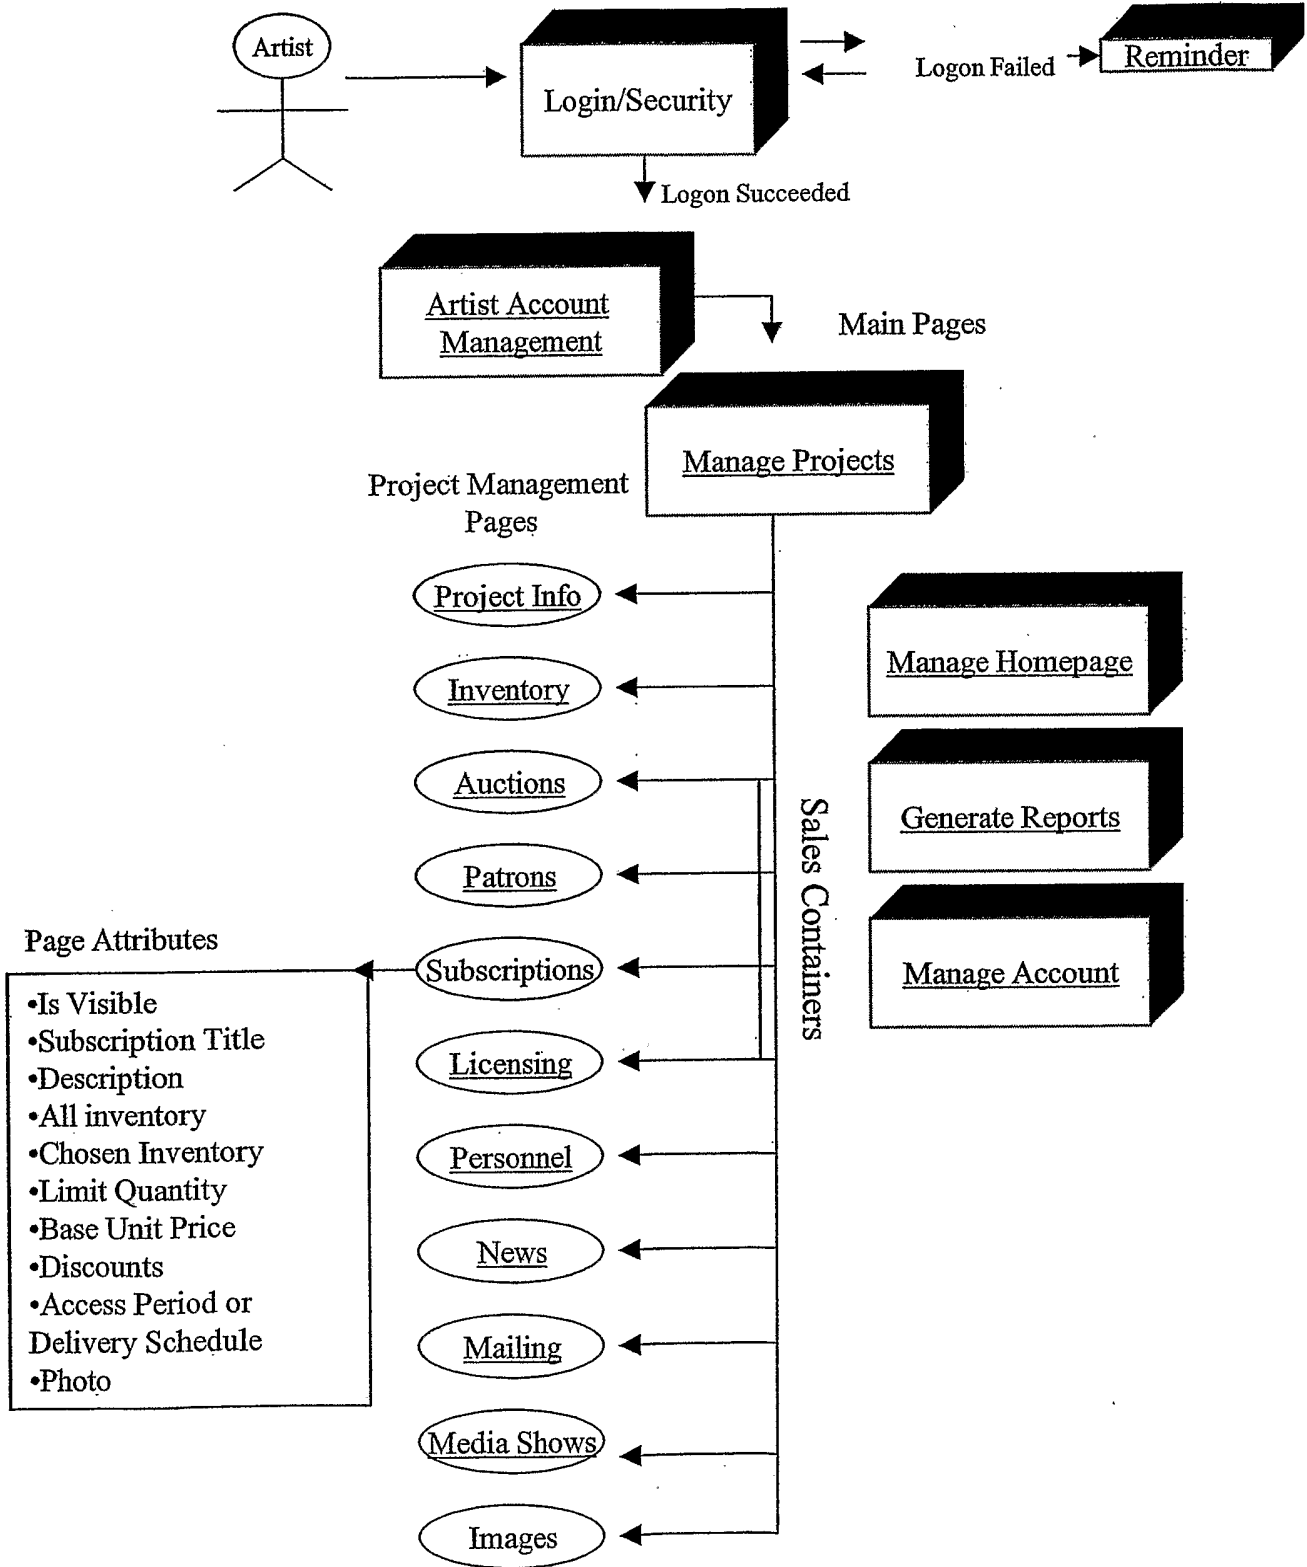 Artist
Login/Security
Logon Failed
Reminder
Logon Succeeded
Artist Account
Management
Main Pages
Manage Projects
Project Management
Pages
Project Info
Inventory
Auctions
Patrons
Subscriptions
Licensing
Personnel
News
Mailing
Media Shows
Images
Sales Containers
Manage Homepage
Generate Reports
Manage Account
Page Attributes
•Is Visible
•Subscription Title
•Description
•All inventory
•Chosen Inventory
•Limit Quantity
•Base Unit Price
•Discounts
•Access Period or
Delivery Schedule
•Photo